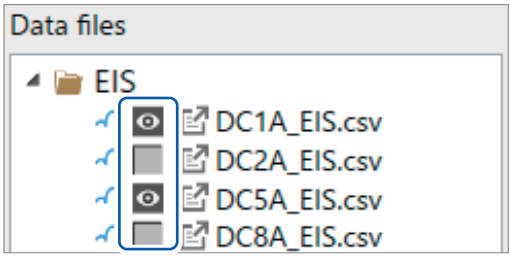 Data files
EIS
DC1A_EIS.csv
DC2A_EIS.csv
DC5A_EIS.csv
DC8A_EIS.csv